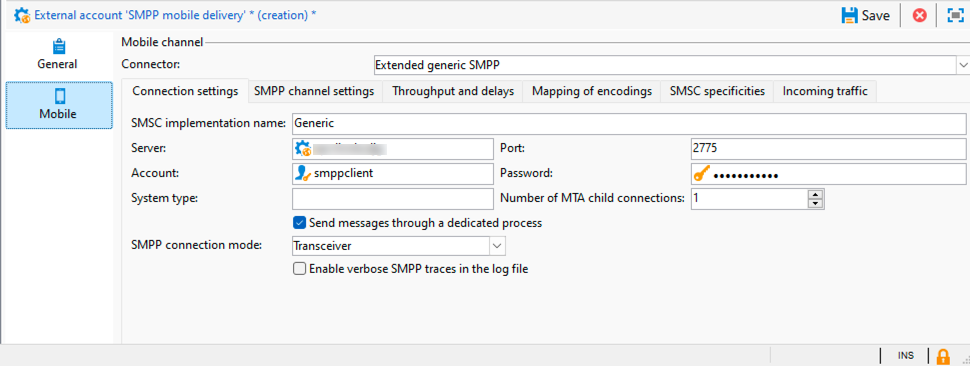 External account 'SMPP mobile delivery' * (creation) *
Save
General
Mobile
Mobile channel
Connector: Extended generic SMPP
Connection settings SMPP channel settings Throughput and delays Mapping of encodings SMSC specificities Incoming traffic
SMSC implementation name: Generic
Server: Port: 2775
Account: smppclient Password: •••••••••••
System type: Number of MTA child connections: 1
Send messages through a dedicated process
SMPP connection mode: Transceiver
Enable verbose SMPP traces in the log file
INS